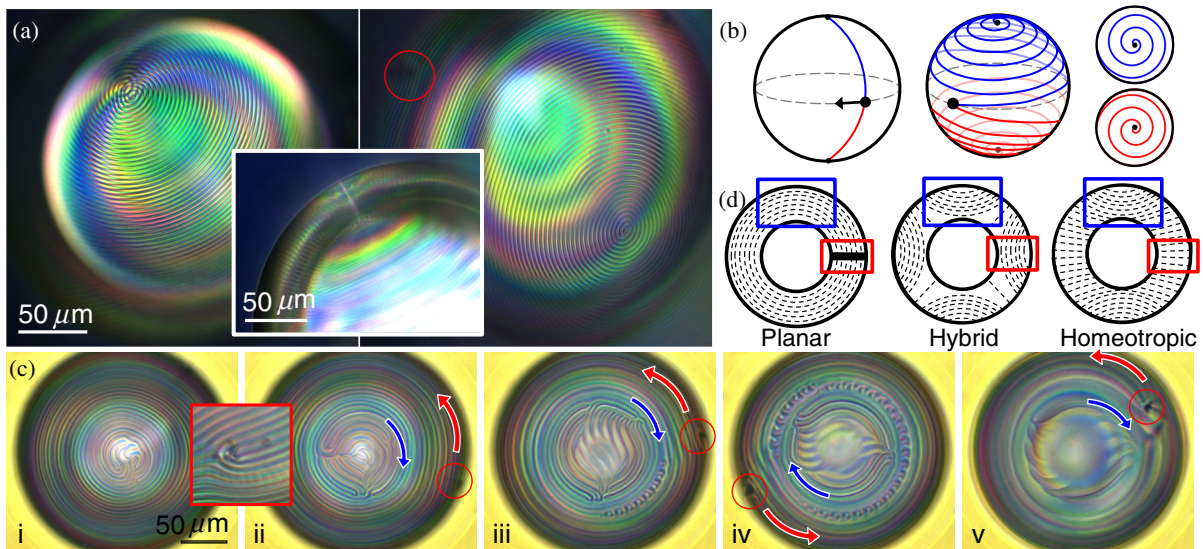 (a)
50 μm
50 μm
(b)
(d)
Planar
Hybrid
Homeotropic
(c)
i
50 μm
ii
iii
iv
v